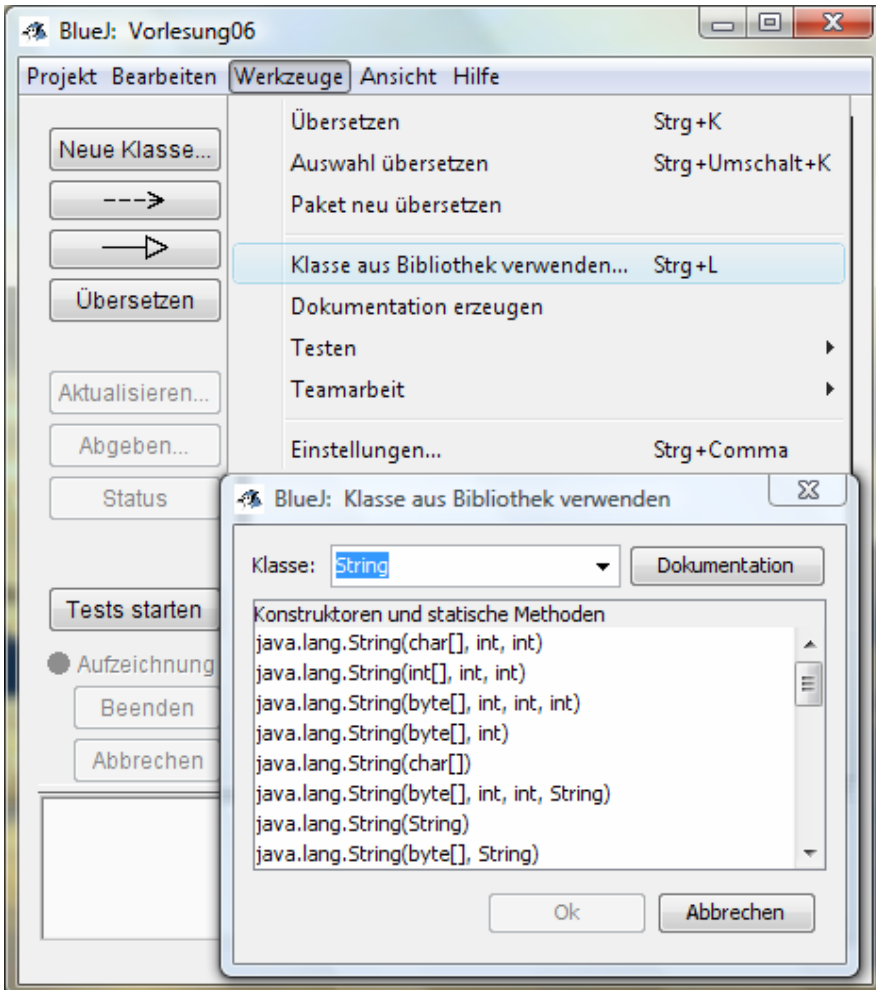 BlueJ: Vorlesung06
Projekt Bearbeiten Werkzeuge Ansicht Hilfe
Neue Klasse...
Übersetzen
Aktualisieren...
Abgeben...
Status
Tests starten
Aufzeichnung
Beenden
Abbrechen
Übersetzen Strg+K
Auswahl übersetzen Strg+Umschalt+K
Paket neu übersetzen
Klasse aus Bibliothek verwenden... Strg+L
Dokumentation erzeugen
Testen
Teamarbeit
Einstellungen... Strg+Comma
BlueJ: Klasse aus Bibliothek verwenden
Klasse: String Dokumentation
Konstruktoren und statische Methoden
java.lang.String(char[], int, int)
java.lang.String(int[], int, int)
java.lang.String(byte[], int, int, int)
java.lang.String(byte[], int)
java.lang.String(char[])
java.lang.String(byte[], int, int, String)
java.lang.String(String)
java.lang.String(byte[], String)
Ok Abbrechen